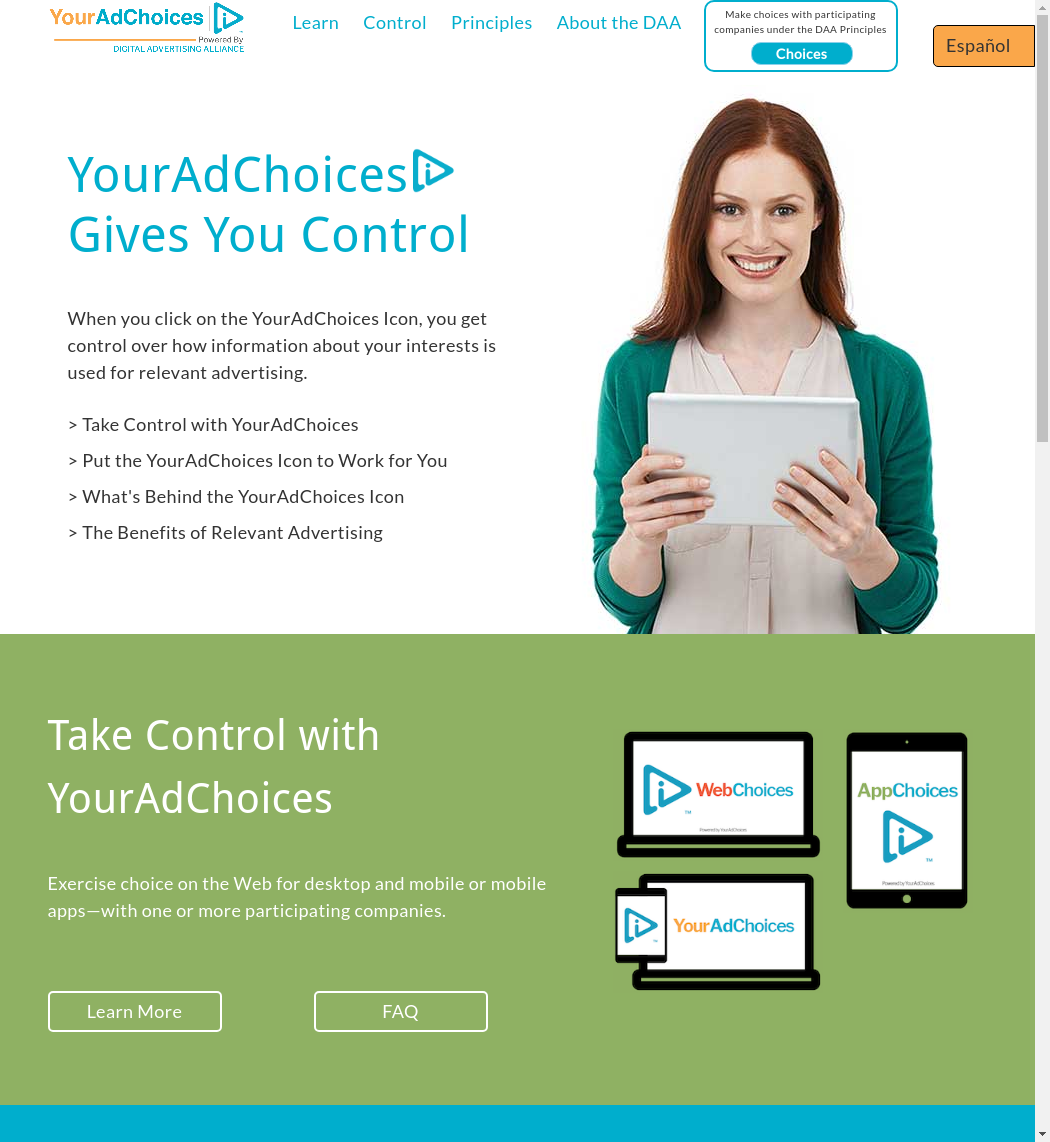 YourAdChoices
Powered By
DIGITAL ADVERTISING ALLIANCE
Learn
Control
Principles
About the DAA
Make choices with participating
companies under the DAA Principles
Choices
Español
YourAdChoices
Gives You Control
When you click on the YourAdChoices Icon, you get
control over how information about your interests is
used for relevant advertising.
> Take Control with YourAdChoices
> Put the YourAdChoices Icon to Work for You
> What's Behind the YourAdChoices Icon
> The Benefits of Relevant Advertising
Take Control with
YourAdChoices
Exercise choice on the Web for desktop and mobile or mobile
apps—with one or more participating companies.
Learn More
FAQ
WebChoices
TM
Powered by YourAdChoices
AppChoices
TM
Powered by YourAdChoices
YourAdChoices